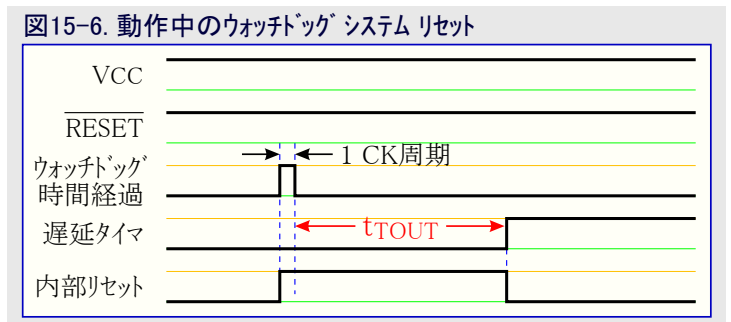 図15-6. 動作中のウォッチドッグ システム リセット
VCC
RESET
ウォッチドッグ
時間経過
1 CK周期
遅延タイマ
tTOUT
内部リセット